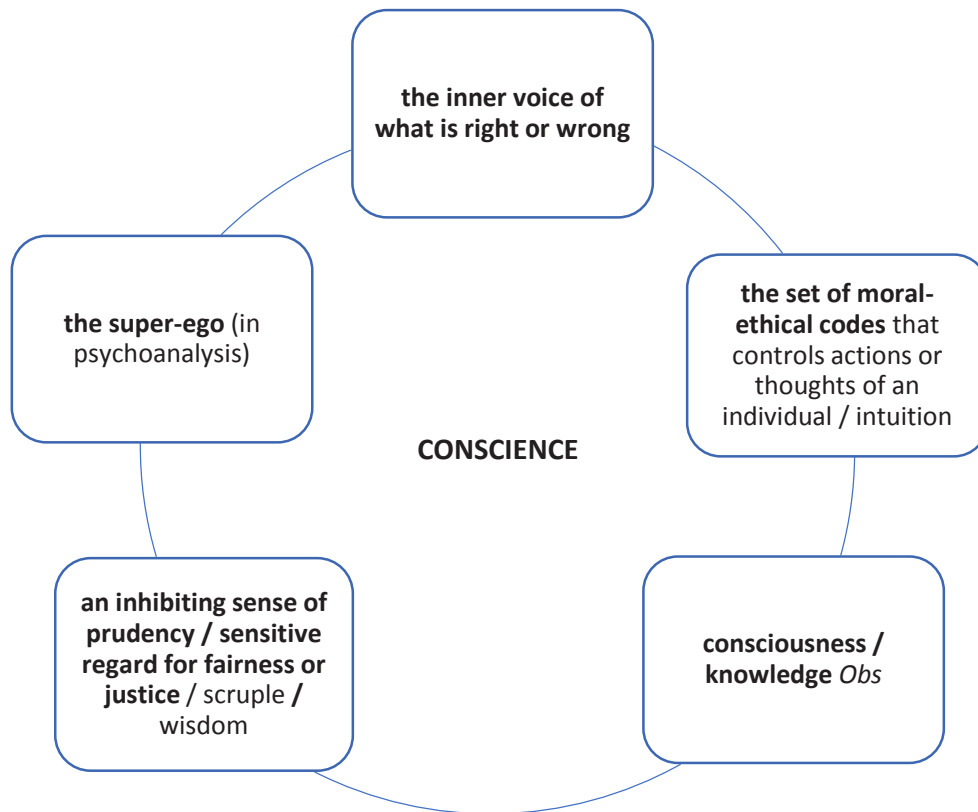 the inner voice of
what is right or wrong
the super-ego (in
psychoanalysis)
the set of moral-
ethical codes that
controls actions or
thoughts of an
individual / intuition
CONSCIENCE
an inhibiting sense of
prudency / sensitive
regard for fairness or
justice / scruple /
wisdom
consciousness /
knowledge Obs